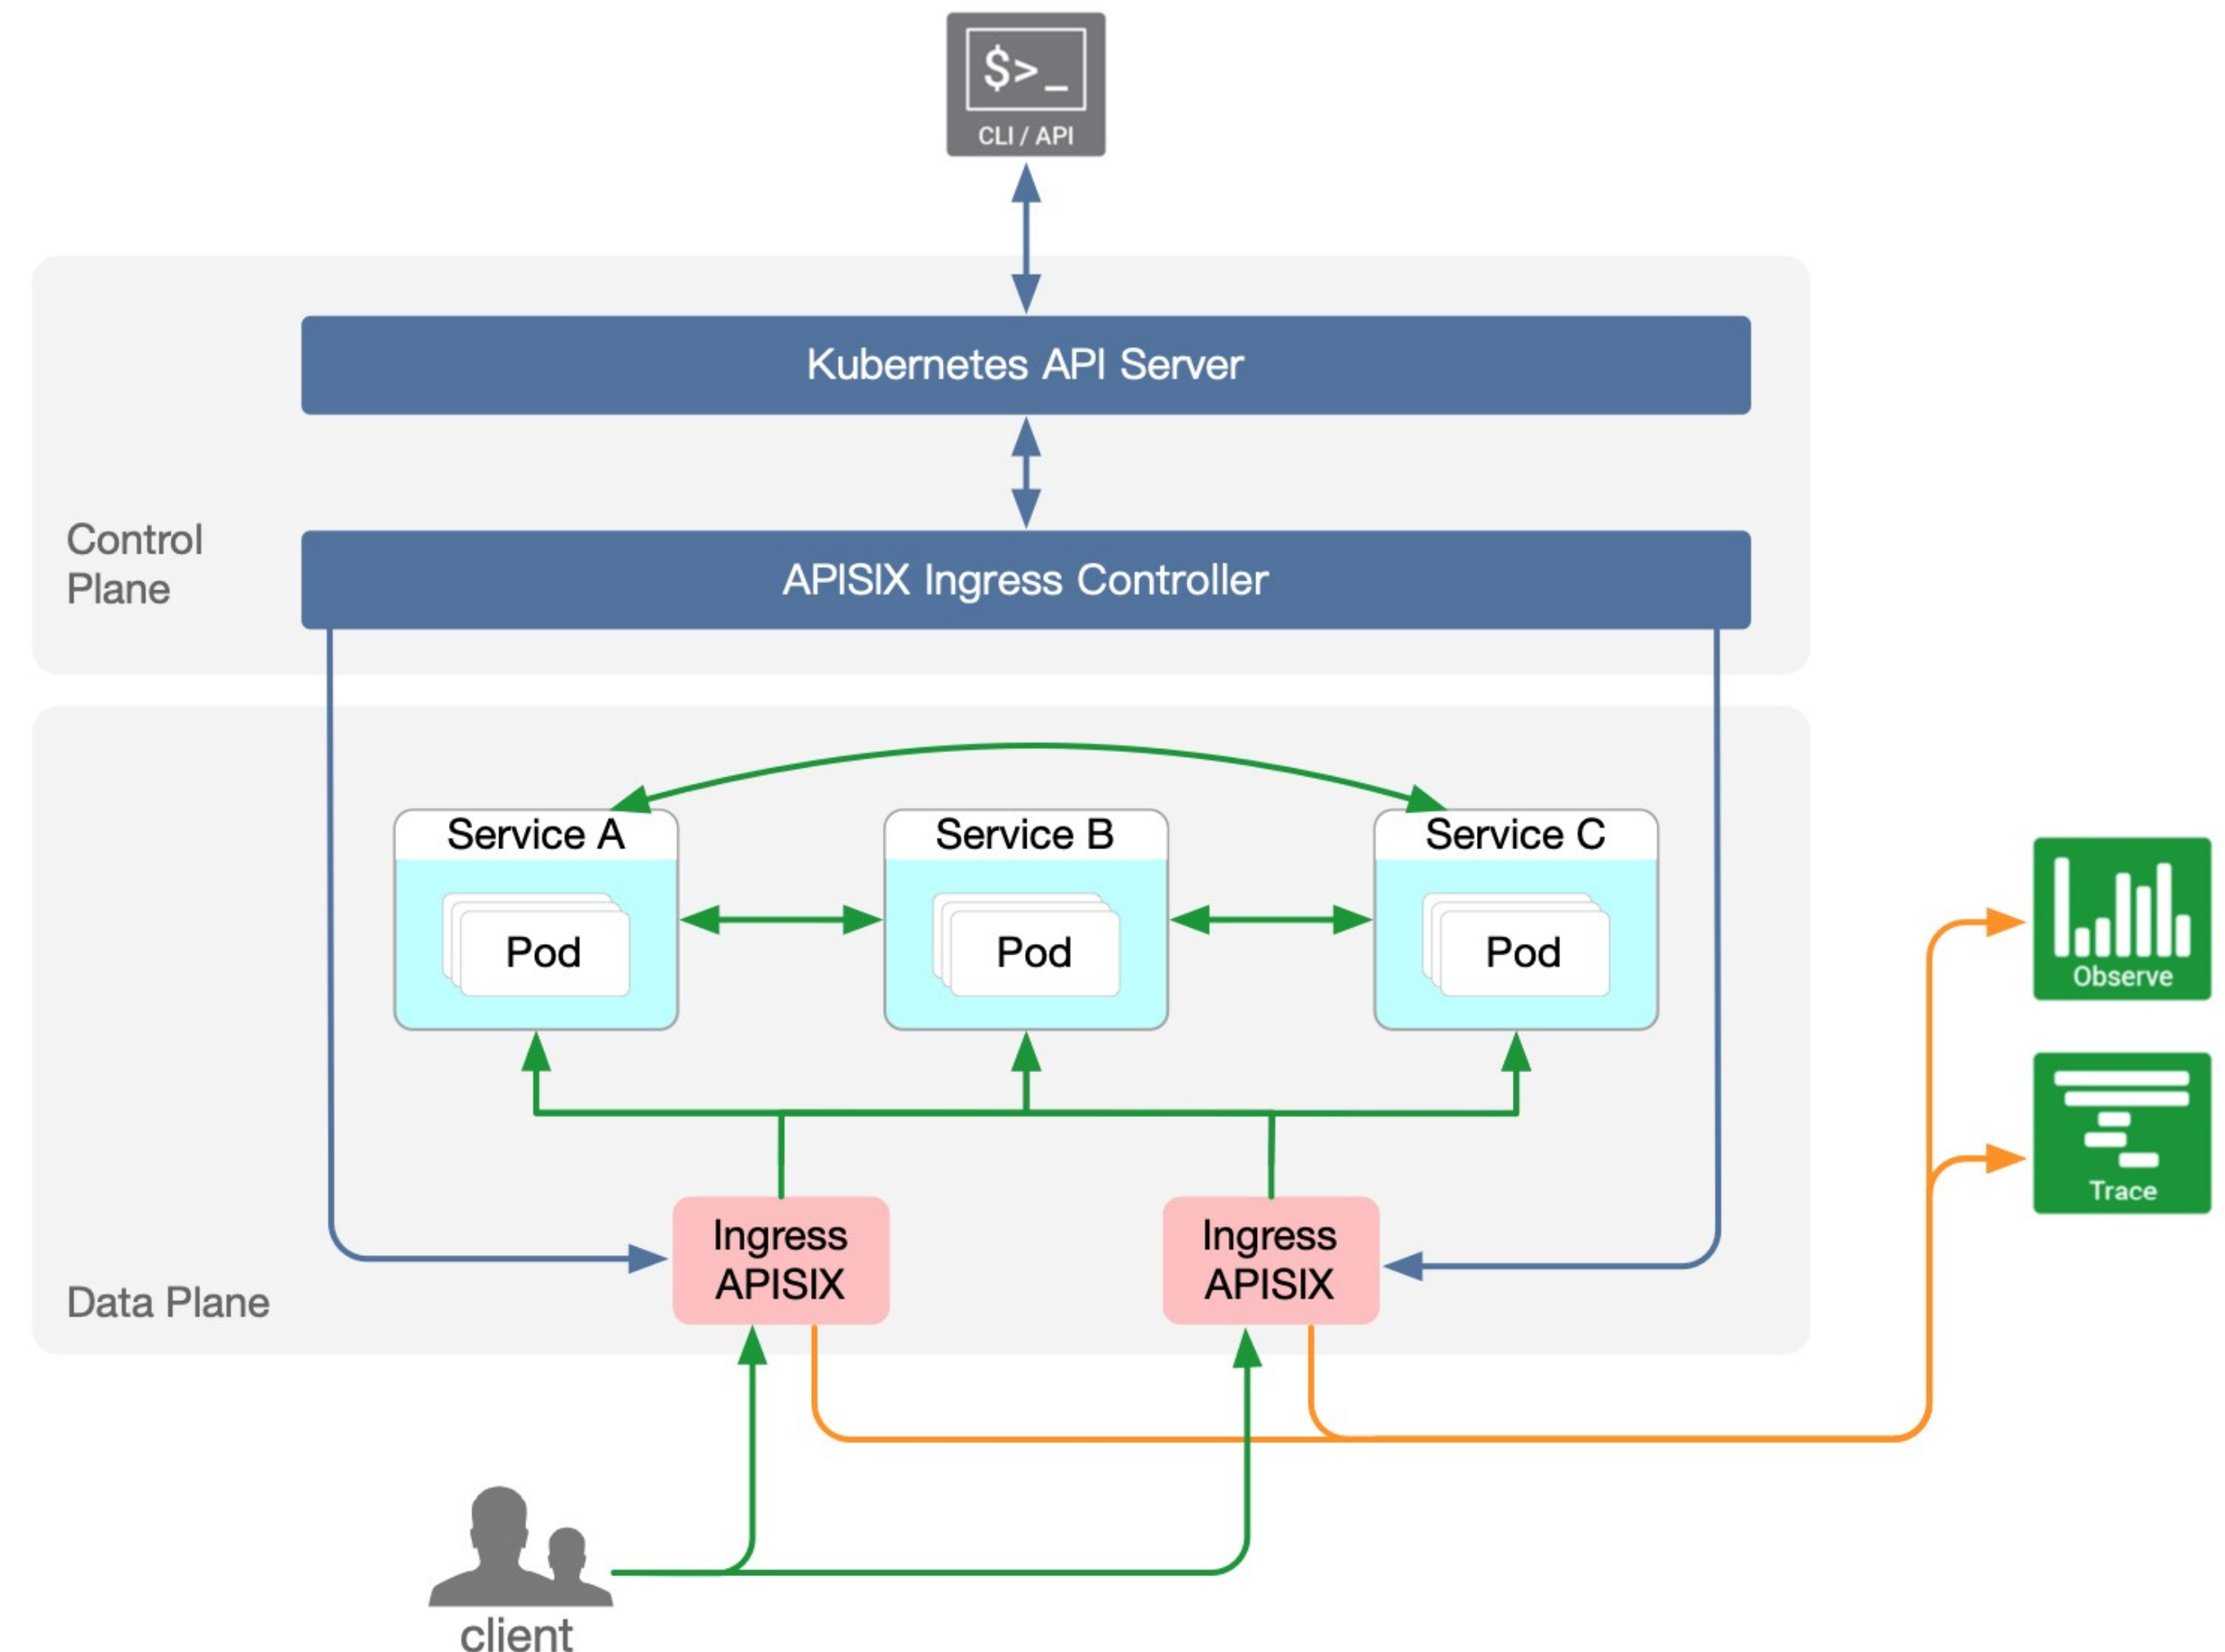 $>_
CLI / API
Kubernetes API Server
Control
Plane
APISIX Ingress Controller
Service A
Service B
Service C
Pod
Pod
Pod
Observe
Trace
Ingress
APISIX
Ingress
APISIX
Data Plane
client